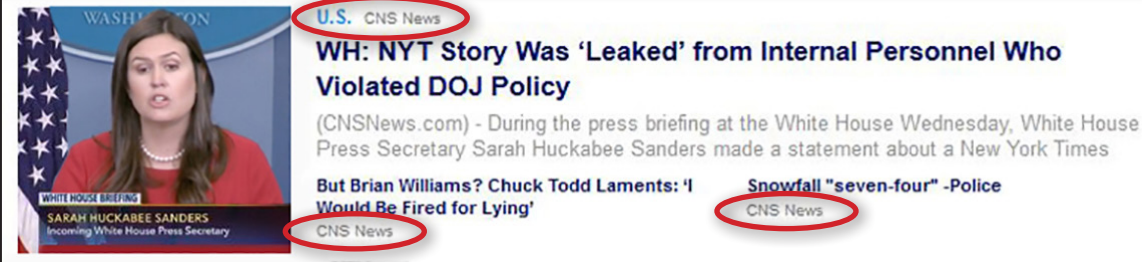 WASHINGTON
WHITE HOUSE BRIEFING
SARAH HUCKABEE SANDERS
Incoming White House Press Secretary
U.S. CNS News
WH: NYT Story Was ‘Leaked’ from Internal Personnel Who
Violated DOJ Policy
(CNSNews.com) - During the press briefing at the White House Wednesday, White House
Press Secretary Sarah Huckabee Sanders made a statement about a New York Times
But Brian Williams? Chuck Todd Laments: ‘I
Would Be Fired for Lying’
CNS News
Snowfall "seven-four" -Police
CNS News